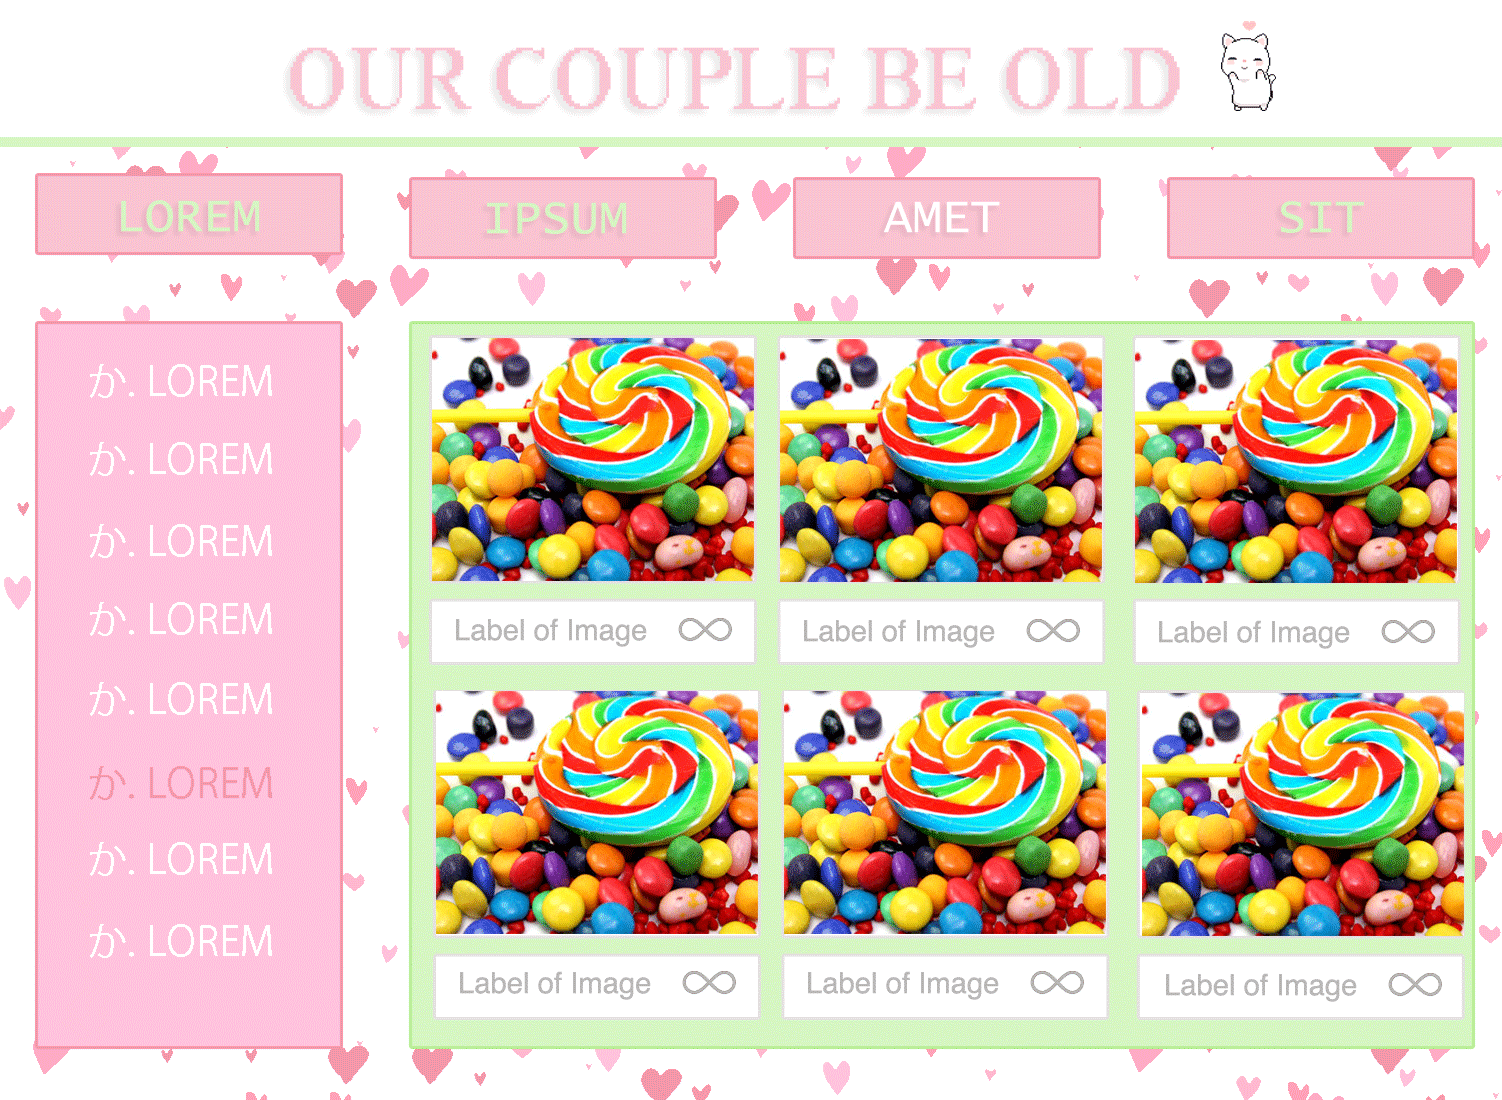 OUR COUPLE BE OLD
LOREM
IPSUM
AMET
SIT
か. LOREM
か. LOREM
か. LOREM
か. LOREM
か. LOREM
か. LOREM
か. LOREM
か. LOREM
Label of Image ∞
Label of Image ∞
Label of Image ∞
Label of Image ∞
Label of Image ∞
Label of Image ∞